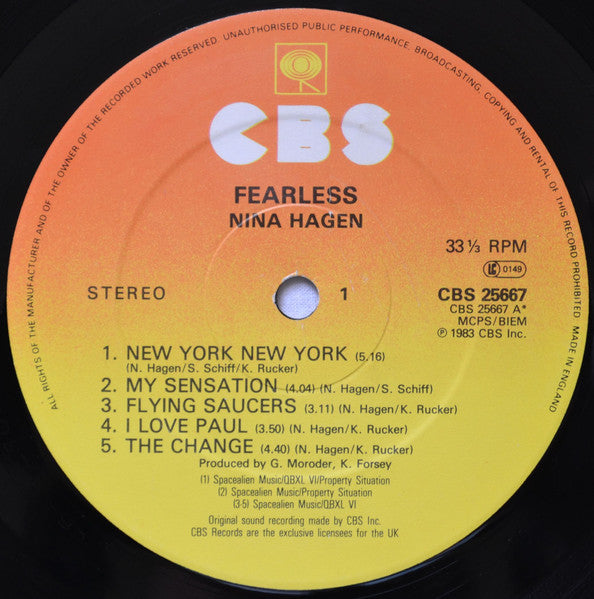 ALL RIGHTS OF THE MANUFACTURER AND OF THE OWNER OF THE RECORDED WORK RESERVED. UNAUTHORISED PUBLIC PERFORMANCE, BROADCASTING, COPYING AND RENTAL OF THIS RECORD PROHIBITED. MADE IN ENGLAND
CBS
FEARLESS
NINA HAGEN
33⅓ RPM
LC 0149
STEREO
1
CBS 25667
CBS 25667 A*
MCPS/BIEM
℗ 1983 CBS Inc.
1. NEW YORK NEW YORK (5.16)
(N. Hagen/S. Schiff/K. Rucker)
2. MY SENSATION (4.04) (N. Hagen/S. Schiff)
3. FLYING SAUCERS (3.11) (N. Hagen/K. Rucker)
4. I LOVE PAUL (3.50) (N. Hagen/K. Rucker)
5. THE CHANGE (4.40) (N. Hagen/K. Rucker)
Produced by G. Moroder, K. Forsey
(1) Spacealien Music/QBXL VI/Property Situation
(2) Spacealien Music/Property Situation
(3-5) Spacealien Music/QBXL VI
Original sound recording made by CBS Inc.
CBS Records are the exclusive licensees for the UK